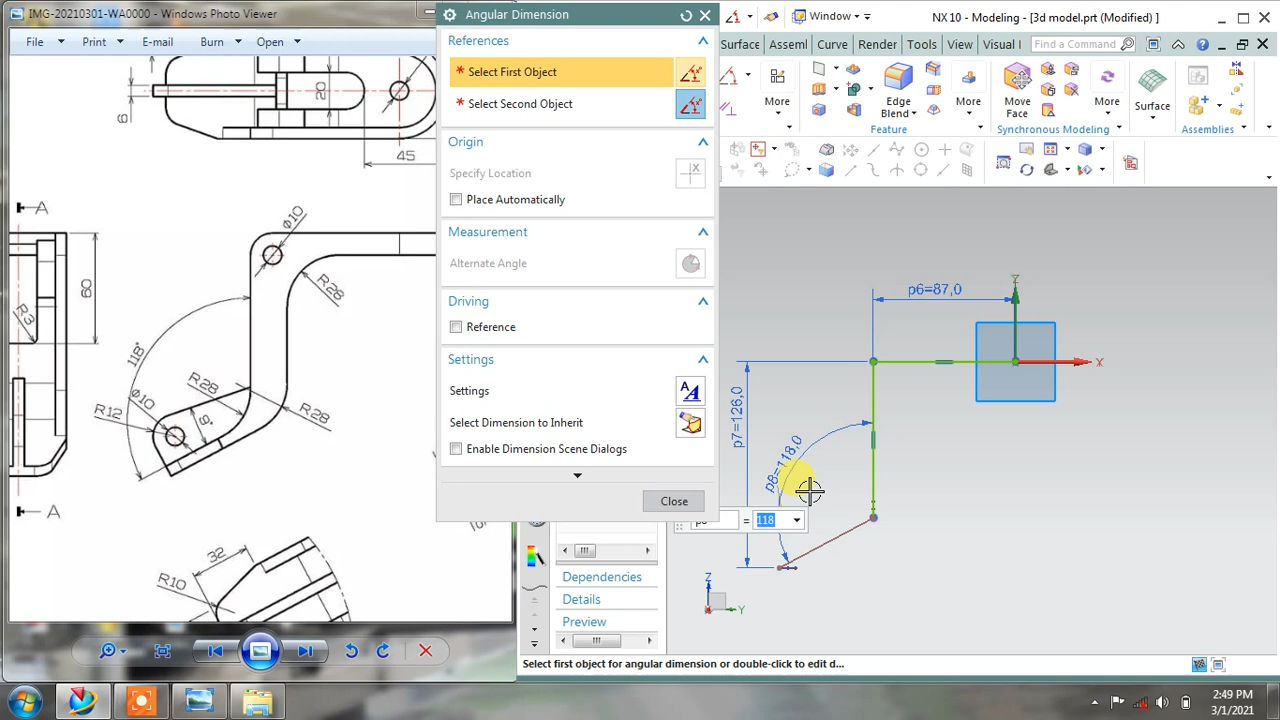 IMG-20210301-WA0000 - Windows Photo Viewer
File
Print
E-mail
Burn
Open
6
20
45
A
60
R3
A
Ø10
R28
118°
R28
R28
Ø10
R12
8°
32
R10
Angular Dimension
References
* Select First Object
* Select Second Object
Origin
Specify Location
Place Automatically
Measurement
Alternate Angle
Driving
Reference
Settings
Settings
Select Dimension to Inherit
Enable Dimension Scene Dialogs
Close
Window
NX 10 - Modeling - [3d model.prt (Modified) ]
Surface
Assembl
Curve
Render
Tools
View
Visual I
Find a Command
More
Edge
Blend
More
Move
Face
More
Surface
Feature
Synchronous Modeling
Assemblies
p6=87,0
Z
X
p7=126,0
p8=118,0
= 118
Z
Y
Dependencies
Details
Preview
Select first object for angular dimension or double-click to edit d...
2:49 PM
3/1/2021